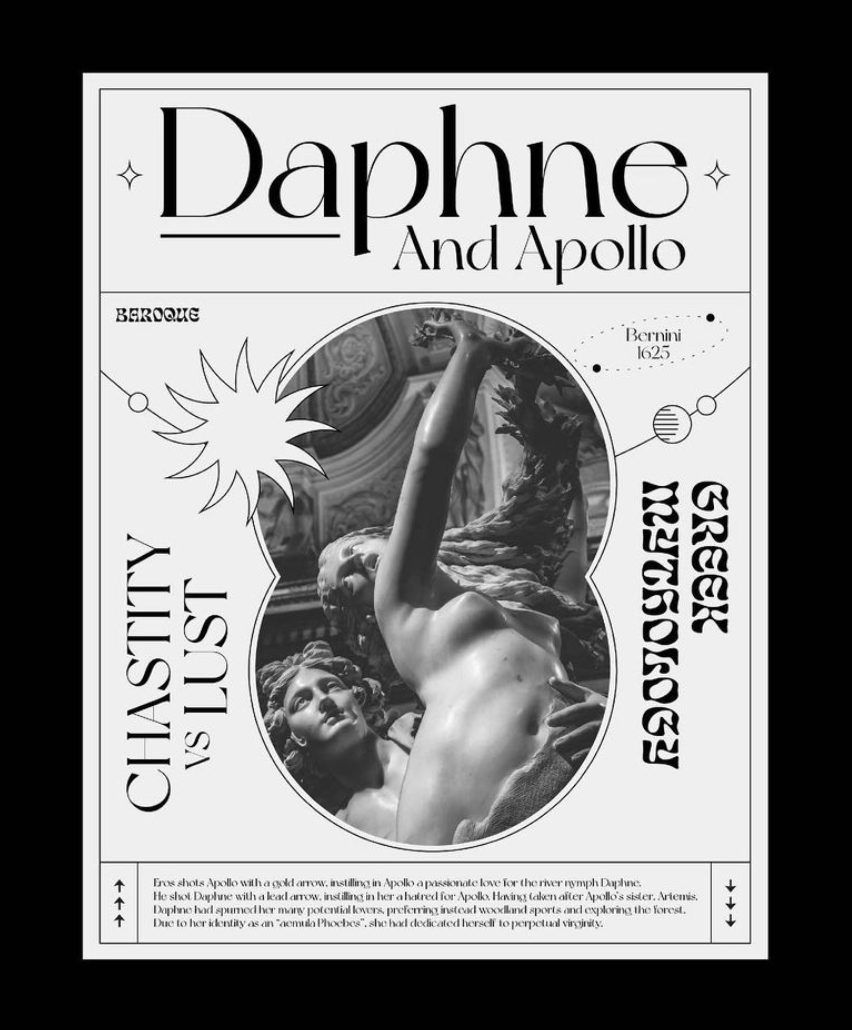 Daphne
And Apollo
BAROQUE
Bernini
1625
CHASTITY
VS LUST
GREEK
MYTHOLOGY
Eros shots Apollo with a gold arrow, instilling in Apollo a passionate love for the river nymph Daphne.
He shot Daphne with a lead arrow, instilling in her a hatred for Apollo. Having taken after Apollo's sister, Artemis,
Daphne had spurned her many potential lovers, preferring instead woodland sports and exploring the forest.
Due to her identity as an "aemula Phoebes", she had dedicated herself to perpetual virginity.